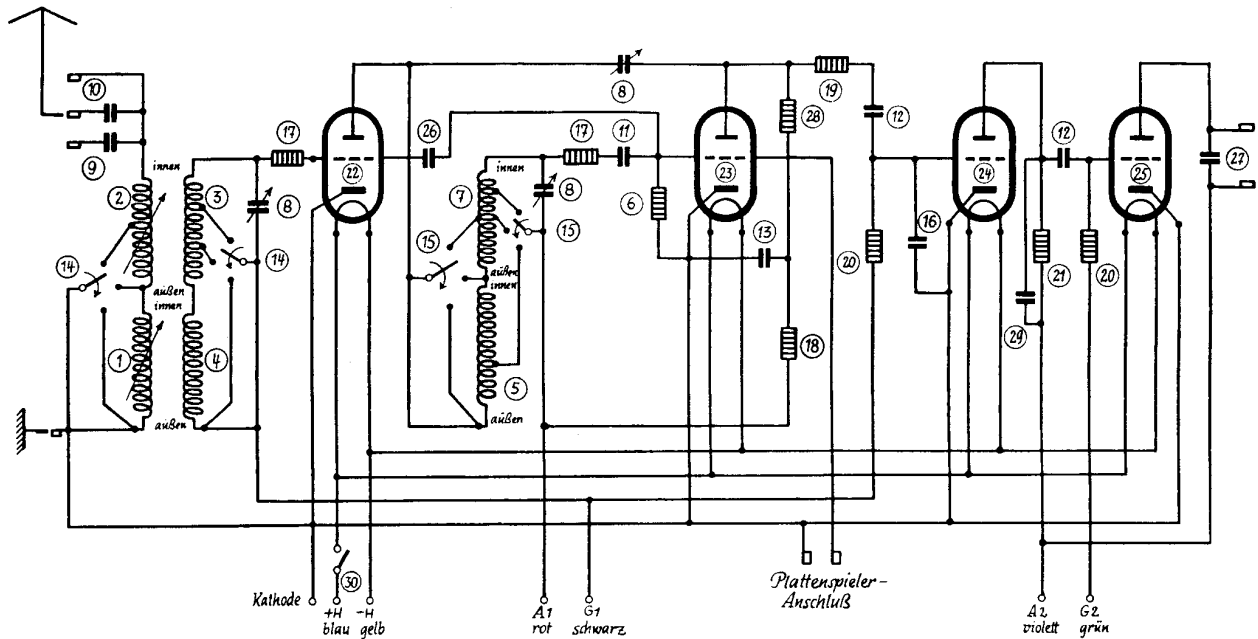 10
9
innen
2
3
14
außen
innen
1
4
außen
8
14
17
22
26
8
innen
17
11
7
8
15
15
außen
innen
5
außen
6
23
28
19
12
13
18
20
16
24
12
25
27
21
20
29
30
Kathode
+H
blau
-H
gelb
A1
rot
G1
schwarz
Plattenspieler-
Anschluß
A2
violett
G2
grün